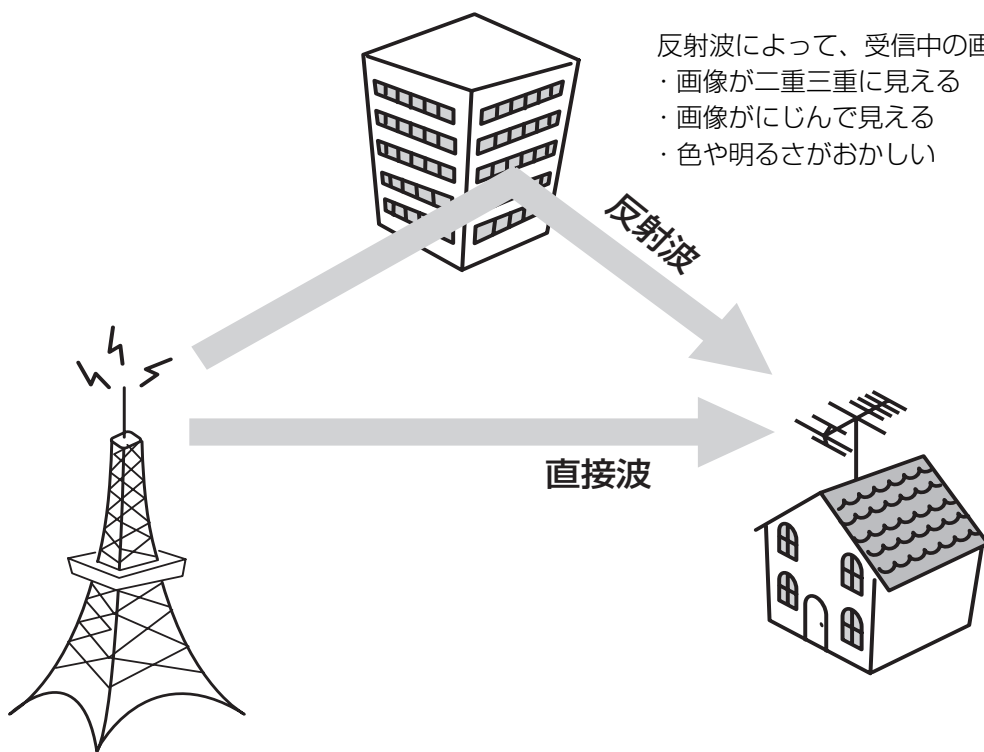 反射波によって、受信中の画
・画像が二重三重に見える
・画像がにじんで見える
・色や明るさがおかしい
反射波
直接波